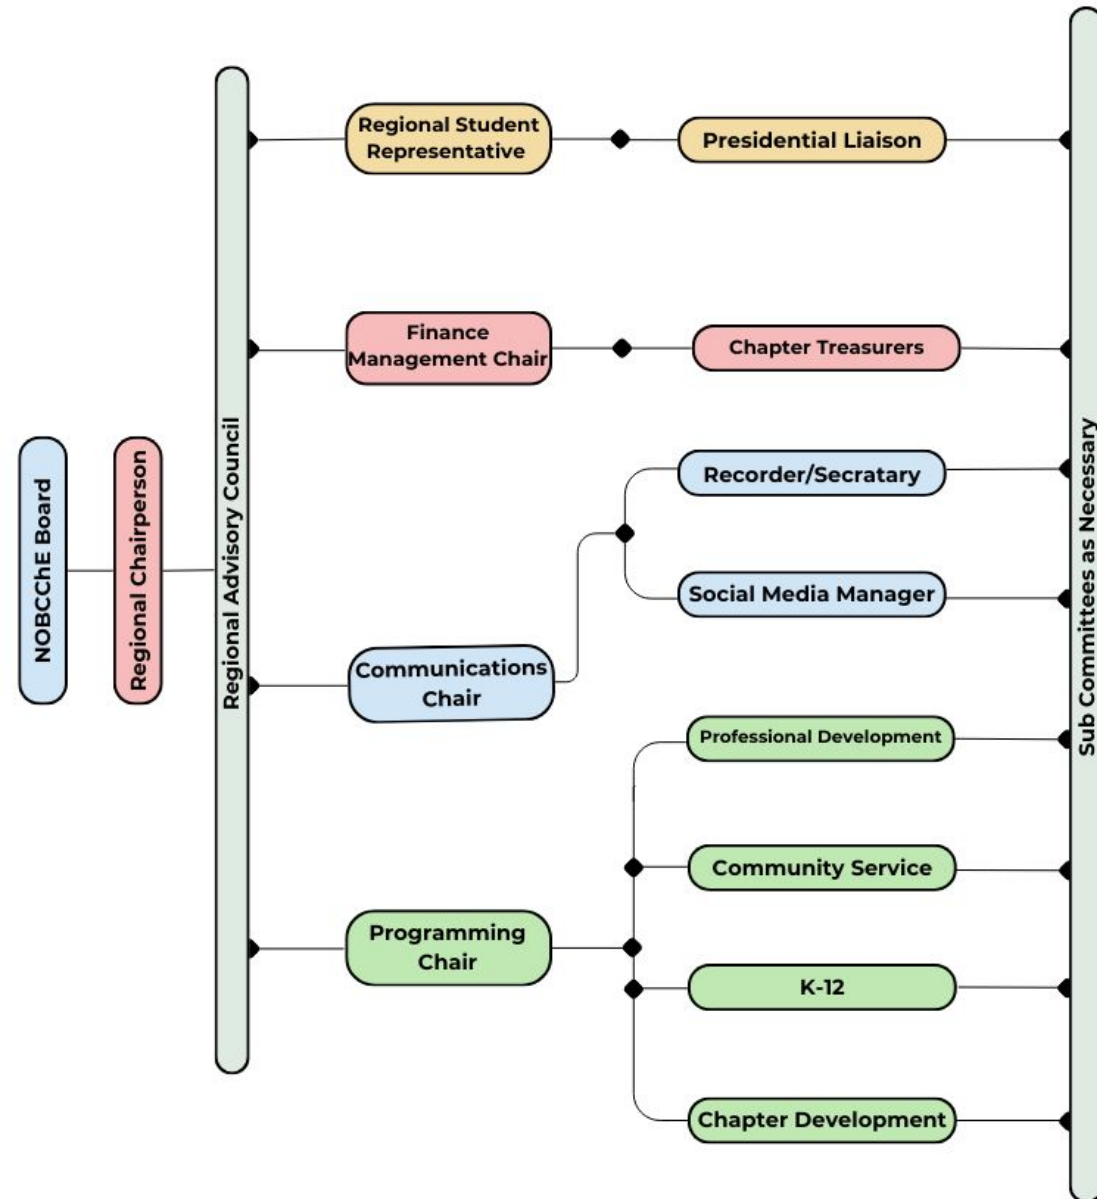 NOBCChE Board
Regional Chairperson
Regional Advisory Council
Regional Student
Representative
Presidential Liaison
Finance
Management Chair
Chapter Treasurers
Communications
Chair
Recorder/Secratary
Social Media Manager
Programming
Chair
Professional Development
Community Service
K-12
Chapter Development
Sub Committees as Necessary